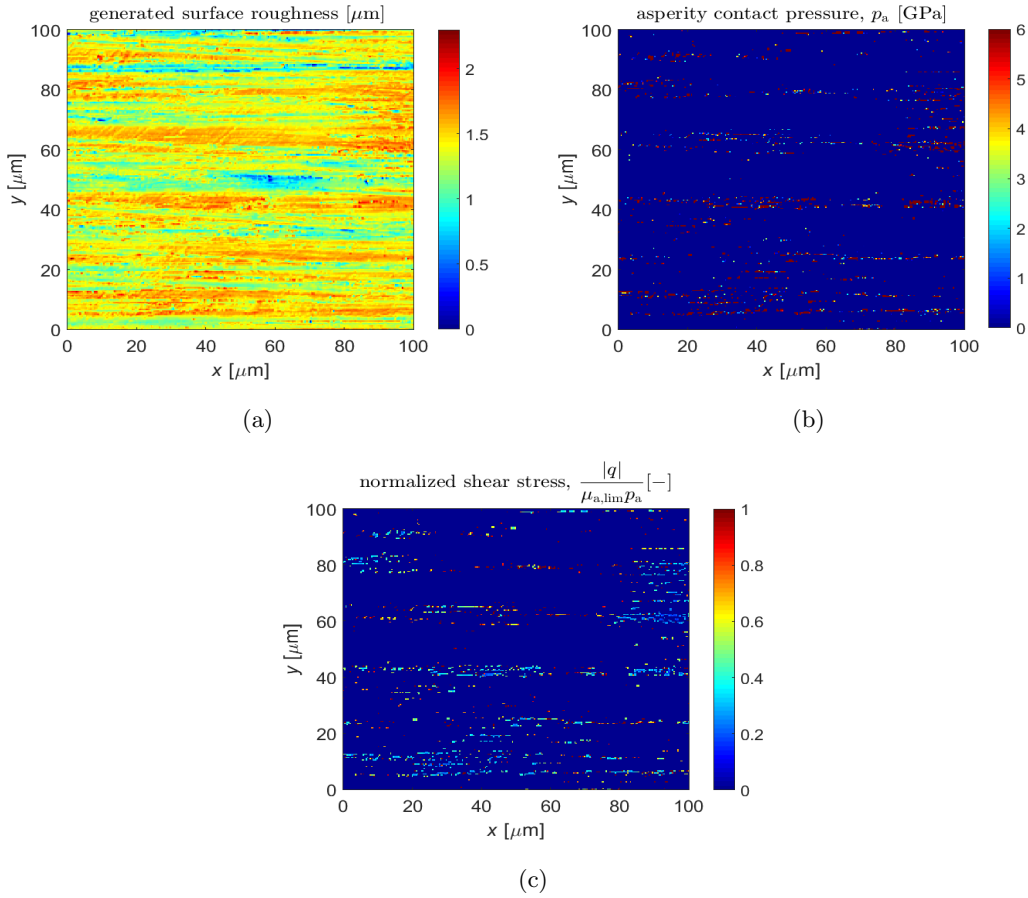 generated surface roughness [μm]
100
80
60
40
20
0
y [μm]
0 20 40 60 80 100
x [μm]
2
1.5
1
0.5
0
(a)
asperity contact pressure, pₐ [GPa]
100
80
60
40
20
0
y [μm]
0 20 40 60 80 100
x [μm]
6
5
4
3
2
1
0
(b)
normalized shear stress, |q| / μₐ,lim pₐ [−]
100
80
60
40
20
0
y [μm]
0 20 40 60 80 100
x [μm]
1
0.8
0.6
0.4
0.2
0
(c)